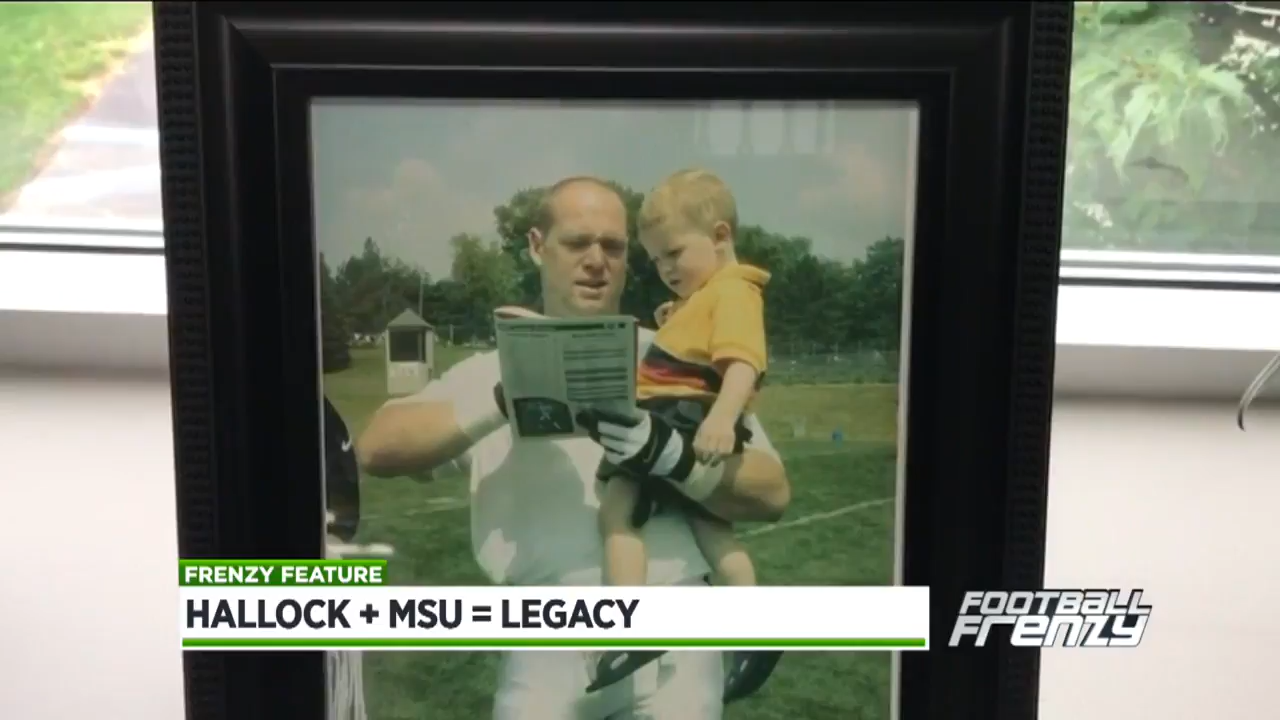 FRENZY FEATURE
HALLOCK + MSU = LEGACY
FOOTBALL
FRENZY